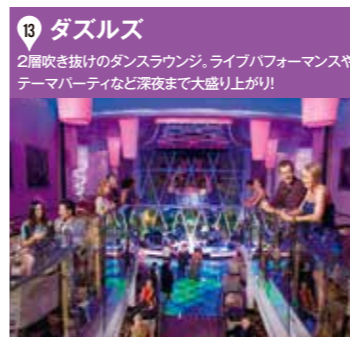 13 ダズルズ
2層吹き抜けのダンスラウンジ。ライブパフォーマンスや
テーマパーティなど深夜まで大盛り上がり!